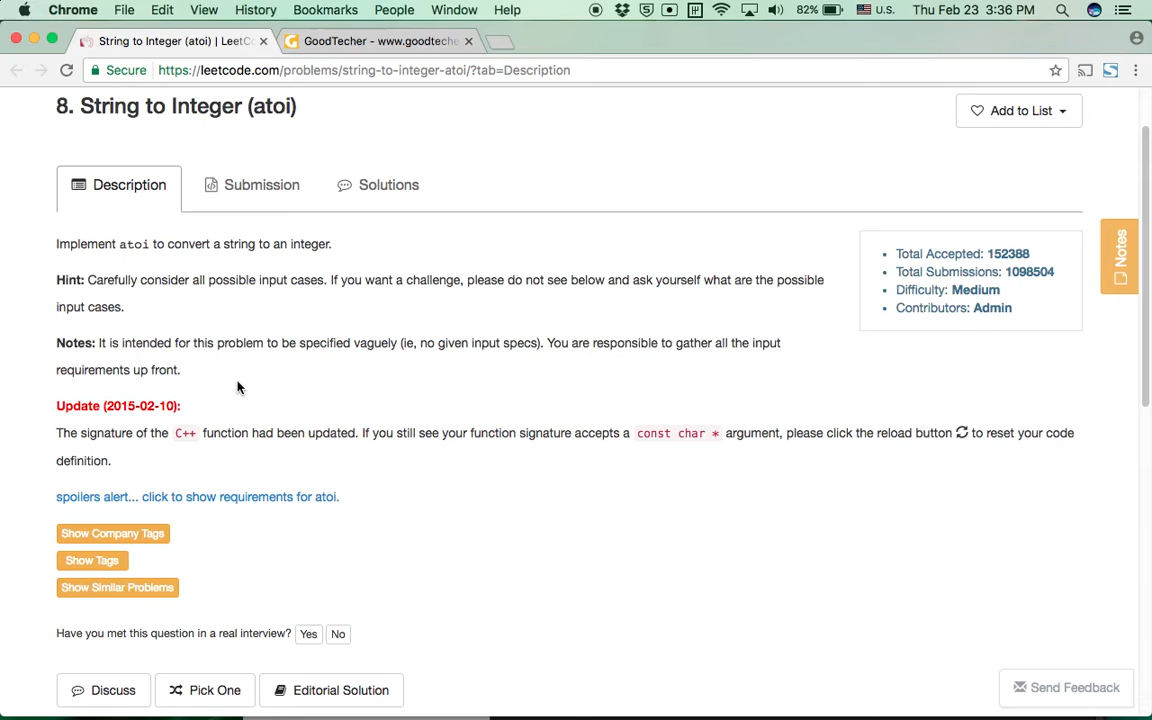 Chrome File Edit View History Bookmarks People Window Help 82% U.S. Thu Feb 23 3:36 PM
String to Integer (atoi) | LeetCo GoodTecher - www.goodteche
Secure https://leetcode.com/problems/string-to-integer-atoi/?tab=Description
8. String to Integer (atoi)
Add to List
Description Submission Solutions
Notes
Implement atoi to convert a string to an integer.
Hint: Carefully consider all possible input cases. If you want a challenge, please do not see below and ask yourself what are the possible
input cases.
Notes: It is intended for this problem to be specified vaguely (ie, no given input specs). You are responsible to gather all the input
requirements up front.
Total Accepted: 152388
Total Submissions: 1098504
Difficulty: Medium
Contributors: Admin
Update (2015-02-10):
The signature of the C++ function had been updated. If you still see your function signature accepts a const char * argument, please click the reload button to reset your code
definition.
spoilers alert... click to show requirements for atoi.
Show Company Tags
Show Tags
Show Similar Problems
Have you met this question in a real interview? Yes No
Discuss Pick One Editorial Solution
Send Feedback